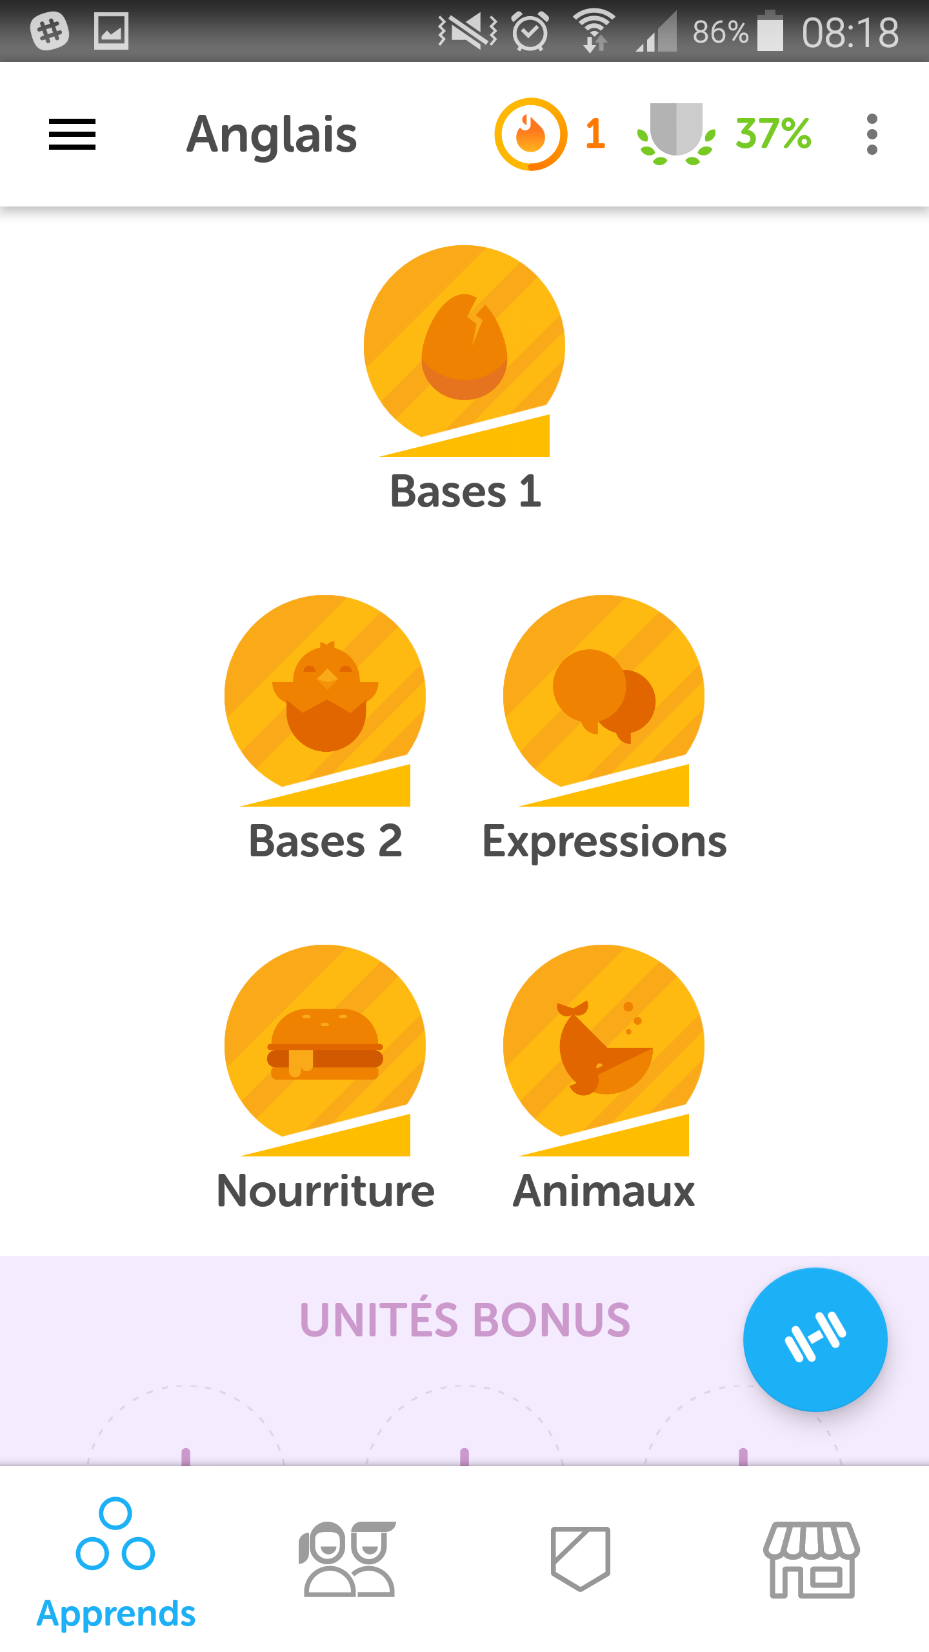 86% 08:18
Anglais 1 37%
Bases 1
Bases 2 Expressions
Nourriture Animaux
UNITÉS BONUS
Apprends